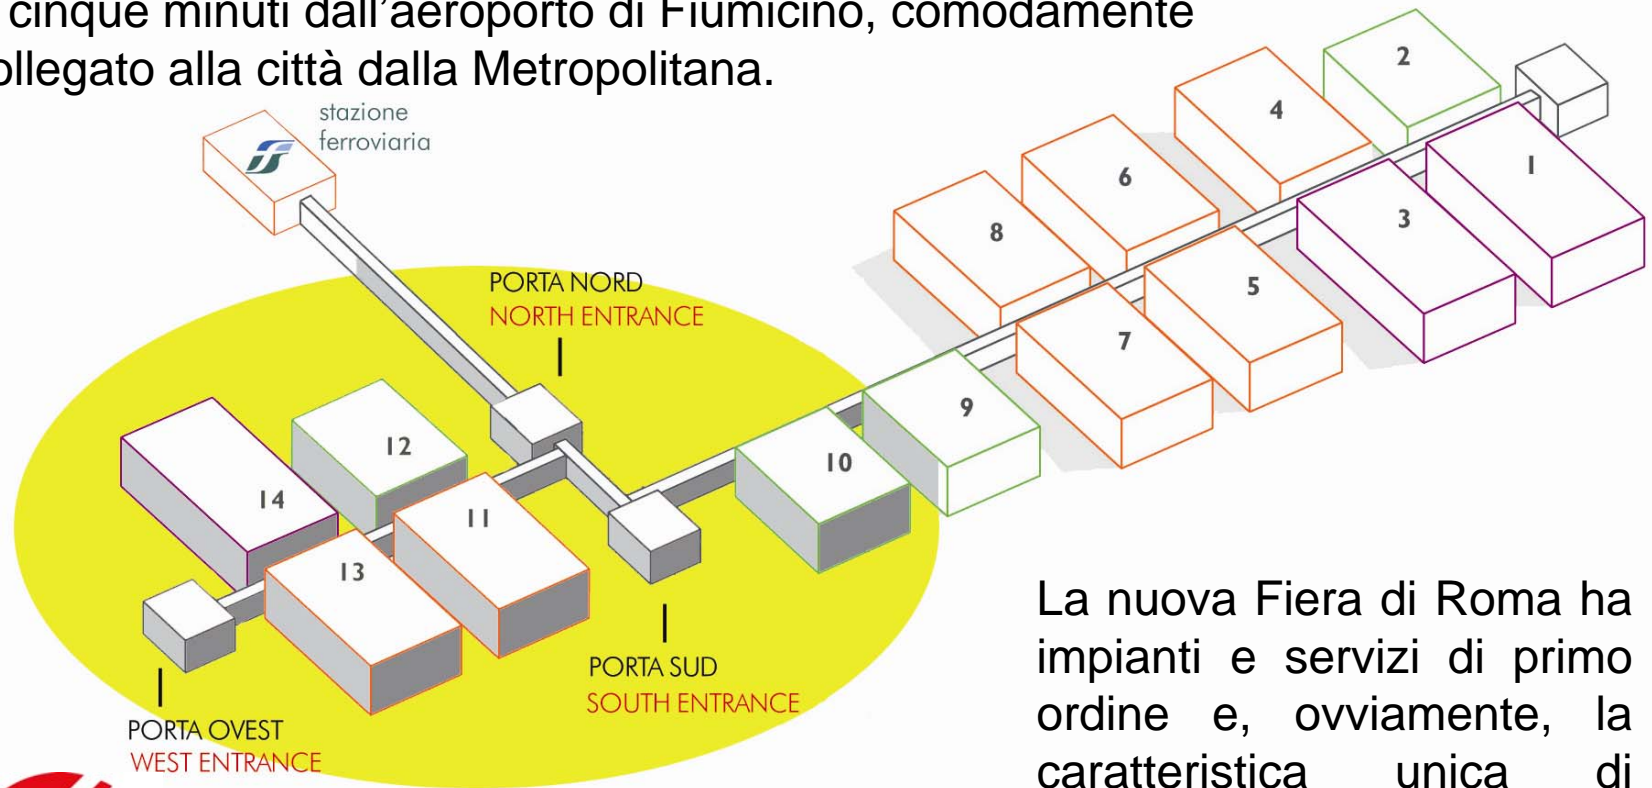 cinque minuti dall'aeroporto di Fiumicino, comodamente
ollegato alla città dalla Metropolitana.
stazione
ferroviaria
2
4
1
6
3
8
5
7
PORTA NORD
NORTH ENTRANCE
9
12
10
14
11
13
PORTA SUD
SOUTH ENTRANCE
PORTA OVEST
WEST ENTRANCE
La nuova Fiera di Roma ha
impianti e servizi di primo
ordine e, ovviamente, la
caratteristica unica di